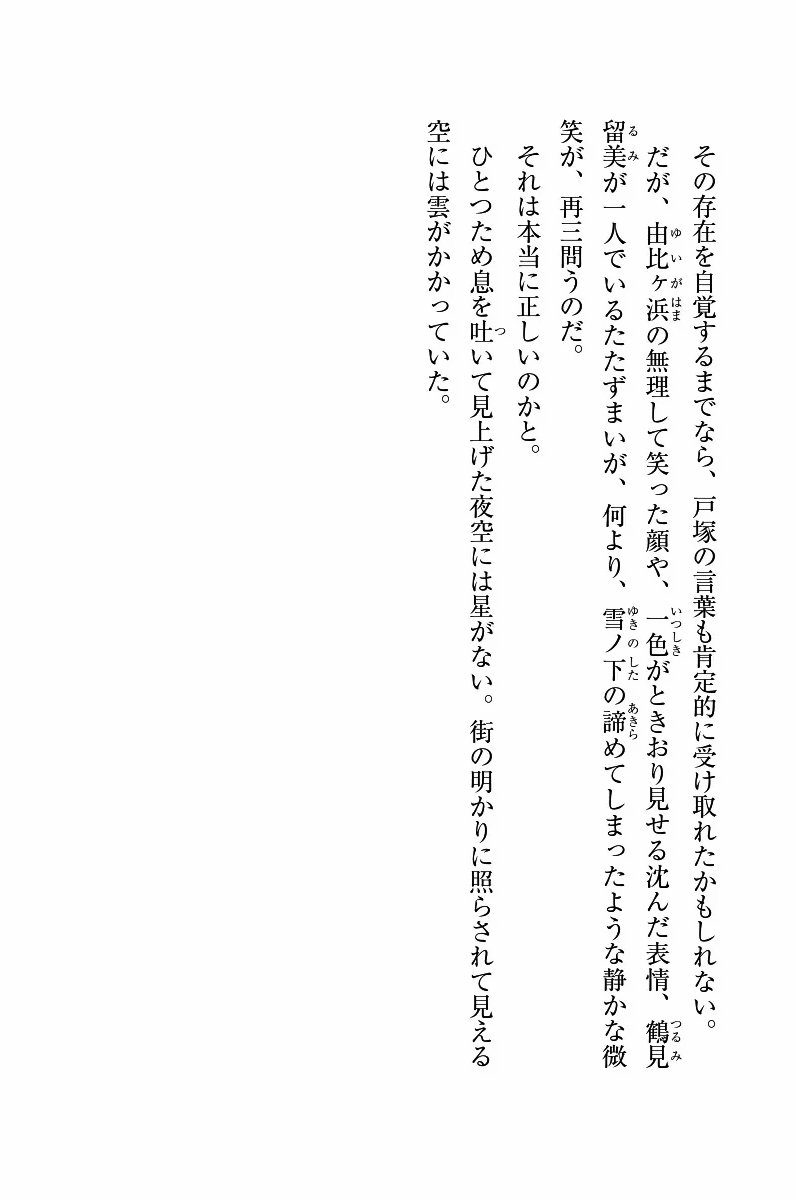 その存在を自覚するまでなら、戸塚の言葉も肯定的に受け取れたかもしれない。
だが、由比ヶ浜の無理して笑った顔や、一色がときおり見せる沈んだ表情、鶴見
留美が一人でいるたたずまいが、何より、雪ノ下の諦めてしまったような静かな微
笑が、再三問うのだ。
それは本当に正しいのかと。
ひとつため息を吐いて見上げた夜空には星がない。街の明かりに照らされて見える
空には雲がかかっていた。